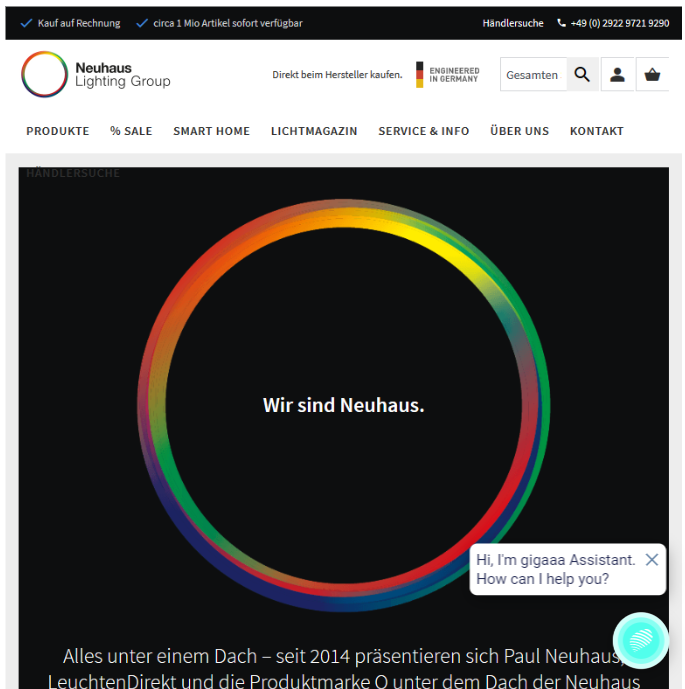 Kauf auf Rechnung circa 1 Mio Artikel sofort verfügbar Händlersuche +49 (0) 2922 9721 9290
Neuhaus
Lighting Group
Direkt beim Hersteller kaufen.
ENGINEERED
IN GERMANY
Gesamten
PRODUKTE % SALE SMART HOME LICHTMAGAZIN SERVICE & INFO ÜBER UNS KONTAKT
HÄNDLERSUCHE
Wir sind Neuhaus.
Hi, I'm gigaaa Assistant.
How can I help you?
Alles unter einem Dach – seit 2014 präsentieren sich Paul Neuhaus,
LeuchtenDirekt und die Produktmarke Q unter dem Dach der Neuhaus